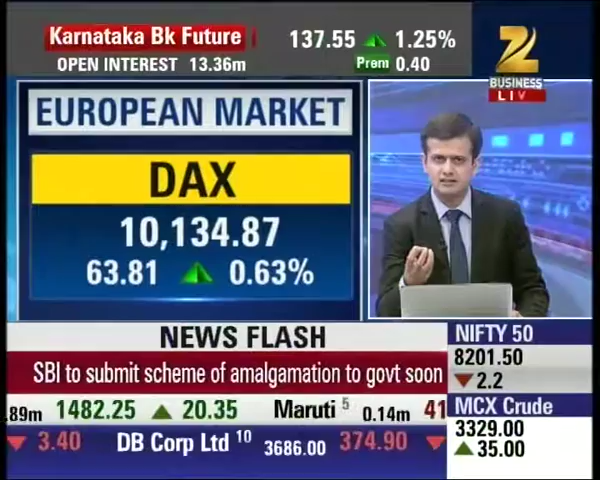 Karnataka Bk Future
137.55 ▲ 1.25%
OPEN INTEREST 13.36m
Prem 0.40
Z
BUSINESS
LIV
EUROPEAN MARKET
DAX
10,134.87
63.81 ▲ 0.63%
NEWS FLASH
SBI to submit scheme of amalgamation to govt soon
NIFTY 50
8201.50
▼ 2.2
.89m 1482.25 ▲ 20.35 Maruti 5 0.14m 41
MCX Crude
3329.00
▲ 35.00
▼ 3.40 DB Corp Ltd 10 3686.00 374.90 ▼